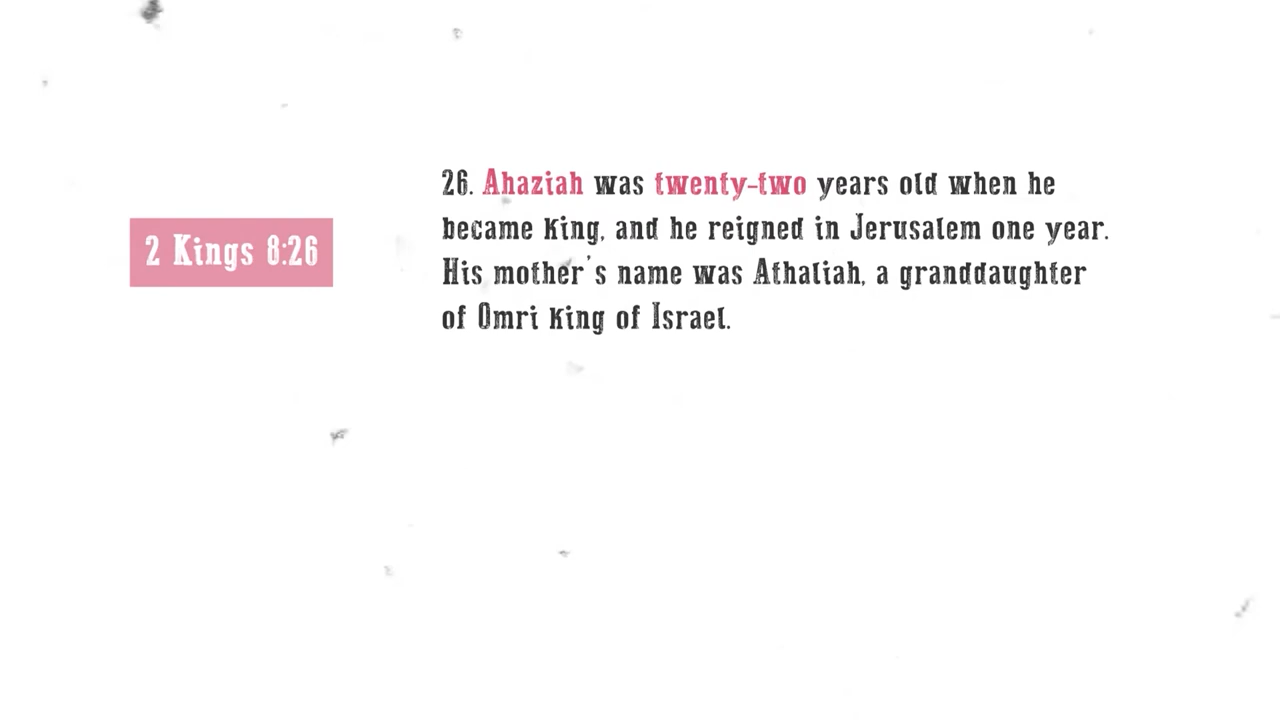 2 Kings 8:26
26. Ahaziah was twenty-two years old when he
became king, and he reigned in Jerusalem one year.
His mother's name was Athaliah, a granddaughter
of Omri king of Israel.